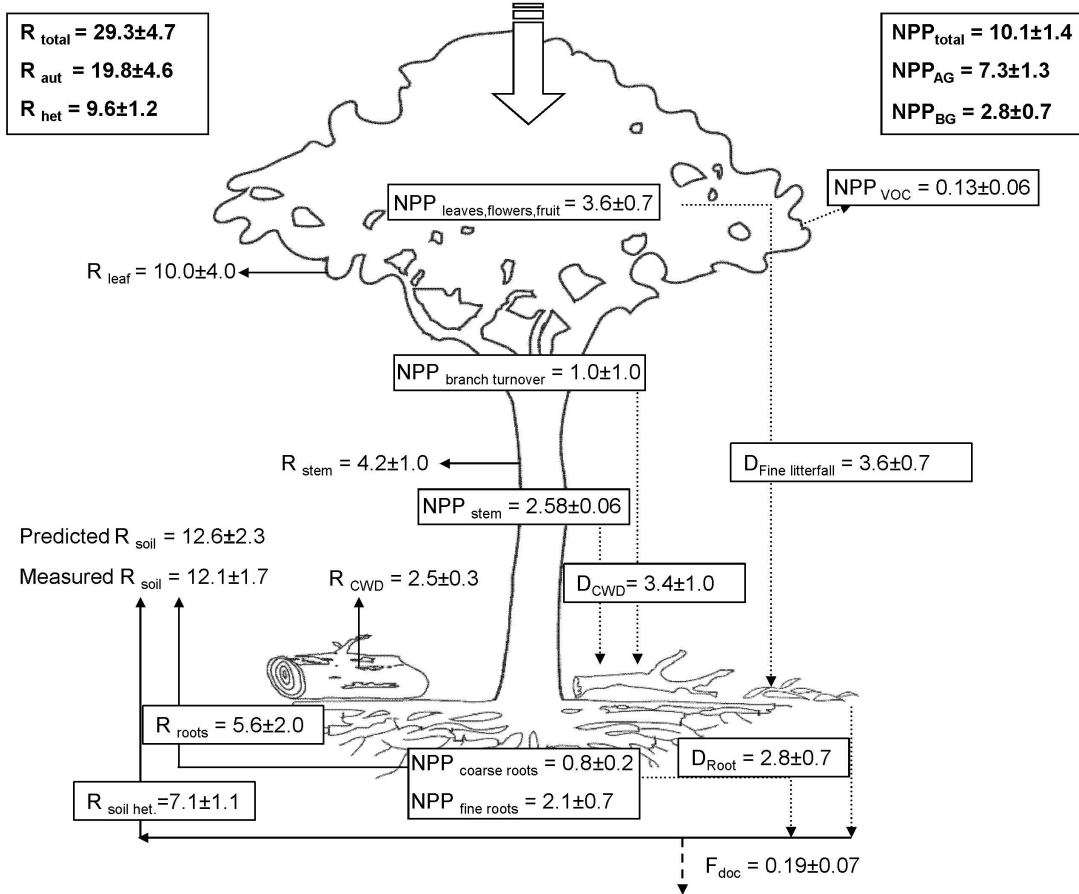 R total = 29.3±4.7
R aut = 19.8±4.6
R het = 9.6±1.2
NPPtotal = 10.1±1.4
NPPAG = 7.3±1.3
NPPBG = 2.8±0.7
NPP VOC = 0.13±0.06
NPP leaves,flowers,fruit = 3.6±0.7
R leaf = 10.0±4.0
NPP branch turnover = 1.0±1.0
R stem = 4.2±1.0
DFine litterfall = 3.6±0.7
NPP stem = 2.58±0.06
Predicted R soil = 12.6±2.3
Measured R soil = 12.1±1.7
R CWD = 2.5±0.3
DCWD= 3.4±1.0
R roots = 5.6±2.0
NPP coarse roots = 0.8±0.2
NPP fine roots = 2.1±0.7
DRoot = 2.8±0.7
R soil het.=7.1±1.1
Fdoc = 0.19±0.07